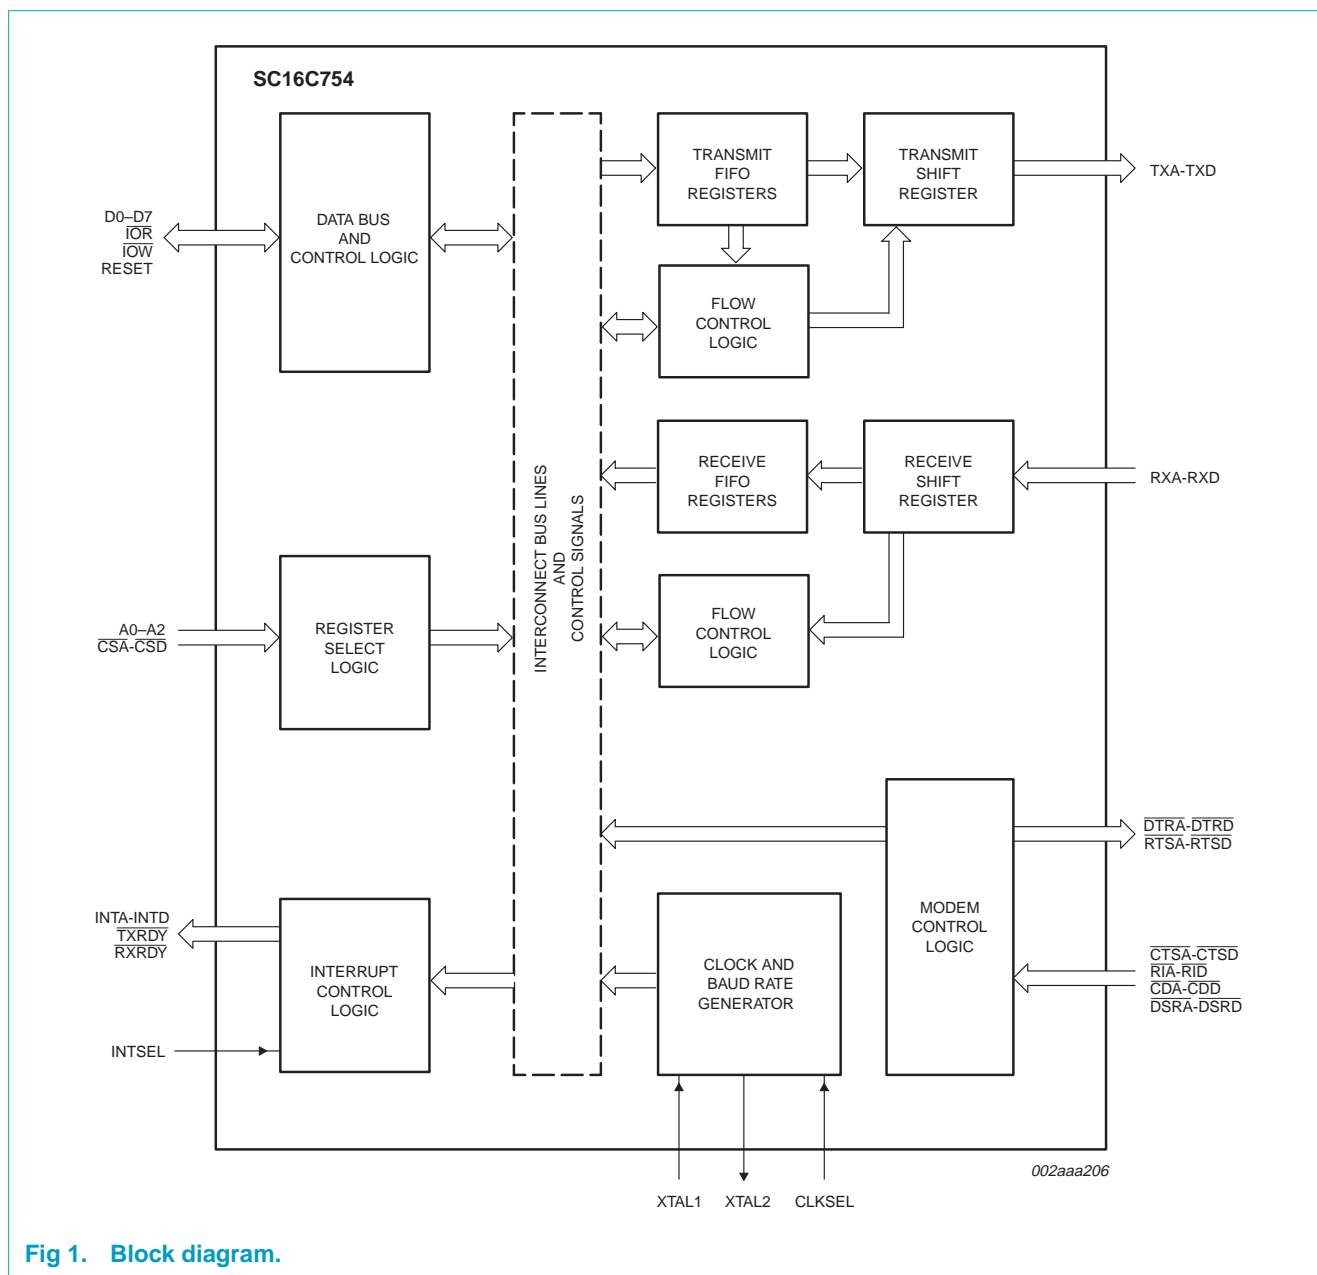 SC16C754
D0–D7
IOR
IOW
RESET
DATA BUS
AND
CONTROL LOGIC
TRANSMIT
FIFO
REGISTERS
TRANSMIT
SHIFT
REGISTER
TXA-TXD
FLOW
CONTROL
LOGIC
INTERCONNECT BUS LINES
AND
CONTROL SIGNALS
RECEIVE
FIFO
REGISTERS
RECEIVE
SHIFT
REGISTER
RXA-RXD
A0–A2
CSA-CSD
REGISTER
SELECT
LOGIC
FLOW
CONTROL
LOGIC
DTRA-DTRD
RTSA-RTSD
MODEM
CONTROL
LOGIC
CTSA-CTSD
RIA-RID
CDA-CDD
DSRA-DSRD
INTA-INTD
TXRDY
RXRDY
INTERRUPT
CONTROL
LOGIC
INTSEL
CLOCK AND
BAUD RATE
GENERATOR
XTAL1 XTAL2 CLKSEL
002aaa206
Fig 1. Block diagram.